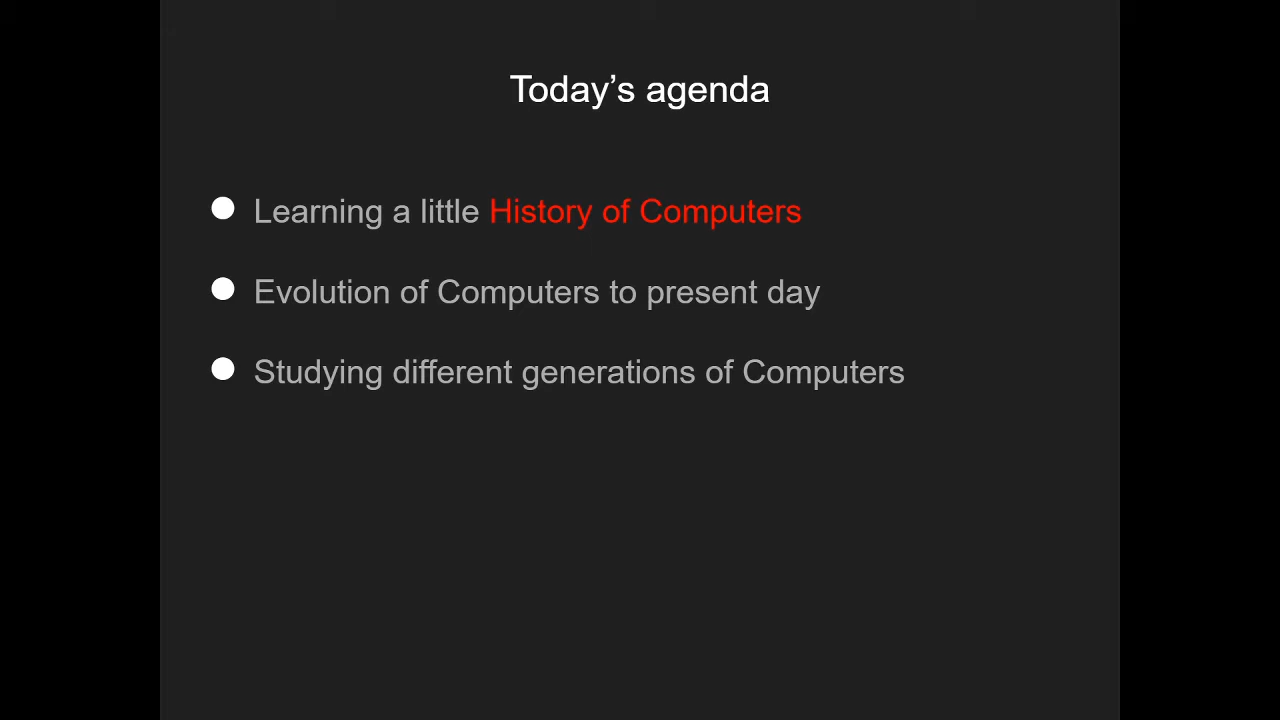 Today’s agenda
Learning a little History of Computers
Evolution of Computers to present day
Studying different generations of Computers